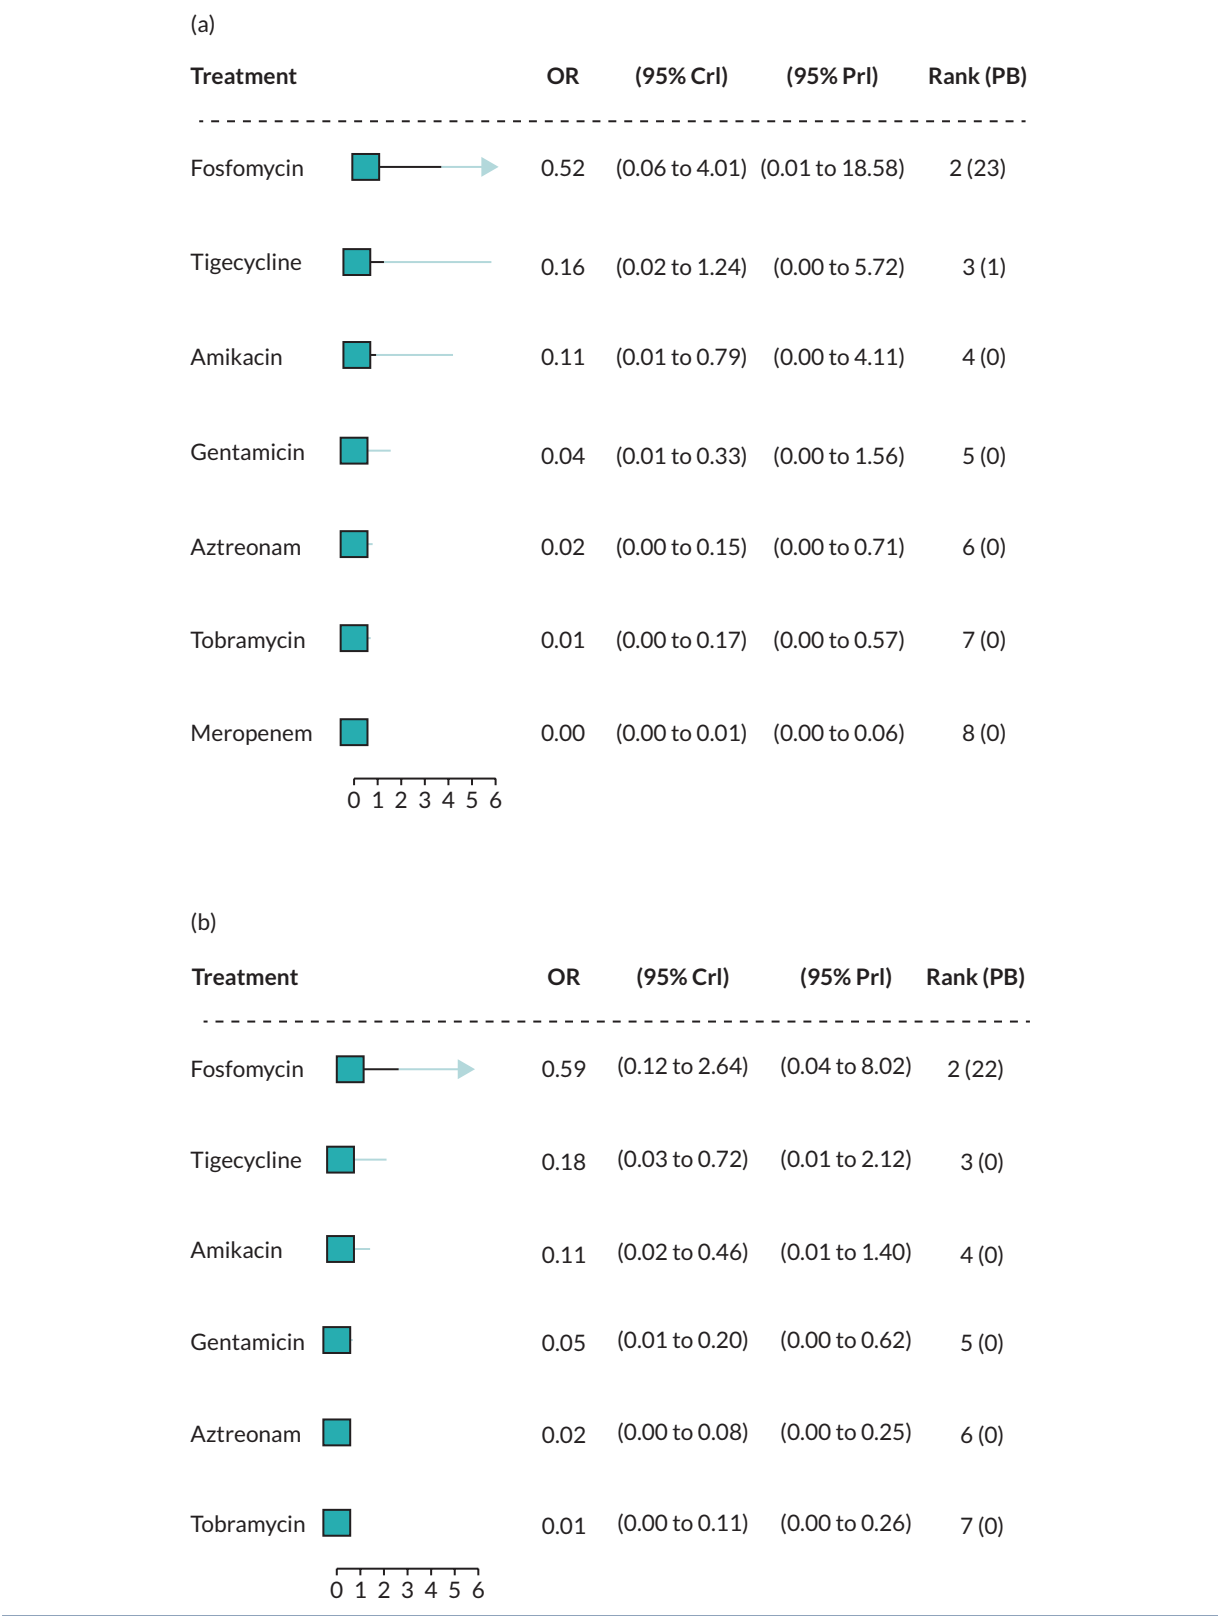 (a)
Treatment OR (95% Crl) (95% Prl) Rank (PB)
Fosfomycin 0.52 (0.06 to 4.01) (0.01 to 18.58) 2 (23)
Tigecycline 0.16 (0.02 to 1.24) (0.00 to 5.72) 3 (1)
Amikacin 0.11 (0.01 to 0.79) (0.00 to 4.11) 4 (0)
Gentamicin 0.04 (0.01 to 0.33) (0.00 to 1.56) 5 (0)
Aztreonam 0.02 (0.00 to 0.15) (0.00 to 0.71) 6 (0)
Tobramycin 0.01 (0.00 to 0.17) (0.00 to 0.57) 7 (0)
Meropenem 0.00 (0.00 to 0.01) (0.00 to 0.06) 8 (0)
0 1 2 3 4 5 6
(b)
Treatment OR (95% Crl) (95% Prl) Rank (PB)
Fosfomycin 0.59 (0.12 to 2.64) (0.04 to 8.02) 2 (22)
Tigecycline 0.18 (0.03 to 0.72) (0.01 to 2.12) 3 (0)
Amikacin 0.11 (0.02 to 0.46) (0.01 to 1.40) 4 (0)
Gentamicin 0.05 (0.01 to 0.20) (0.00 to 0.62) 5 (0)
Aztreonam 0.02 (0.00 to 0.08) (0.00 to 0.25) 6 (0)
Tobramycin 0.01 (0.00 to 0.11) (0.00 to 0.26) 7 (0)
0 1 2 3 4 5 6